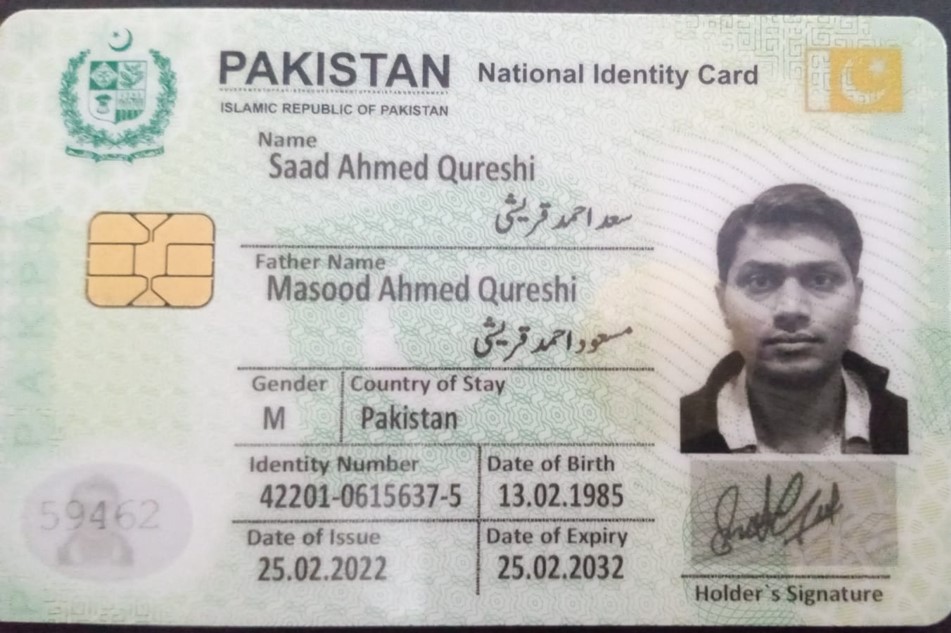 PAKISTAN National Identity Card
ISLAMIC REPUBLIC OF PAKISTAN
Name
Saad Ahmed Qureshi
سعد احمد قریشی
Father Name
Masood Ahmed Qureshi
مسعود احمد قریشی
Gender Country of Stay
M Pakistan
Identity Number Date of Birth
42201-0615637-5 13.02.1985
Date of Issue Date of Expiry
25.02.2022 25.02.2032
59462
Holder`s Signature